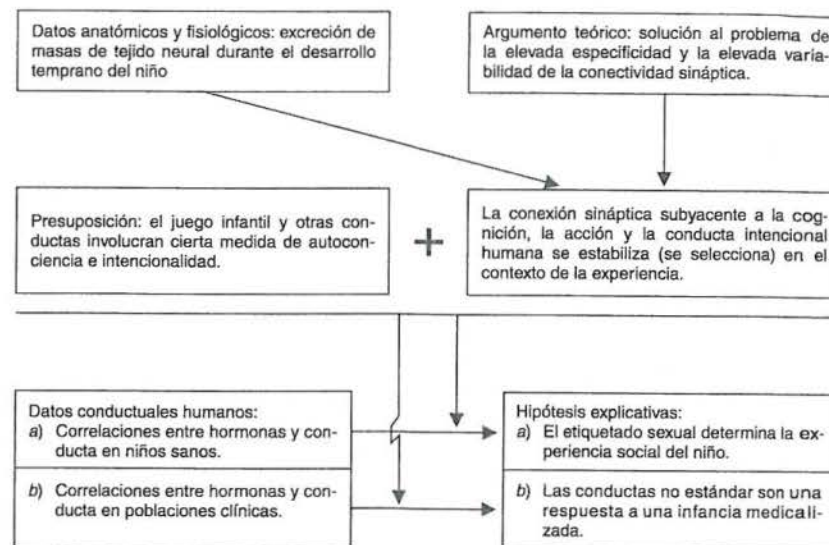 Datos anatómicos y fisiológicos: excreción de
masas de tejido neural durante el desarrollo
temprano del niño
Argumento teórico: solución al problema de
la elevada especificidad y la elevada varia-
bilidad de la conectividad sináptica.
Presuposición: el juego infantil y otras con-
ductas involucran cierta medida de autocon-
ciencia e intencionalidad.
+
La conexión sináptica subyacente a la cog-
nición, la acción y la conducta intencional
humana se estabiliza (se selecciona) en el
contexto de la experiencia.
Datos conductuales humanos:
a) Correlaciones entre hormonas y con-
ducta en niños sanos.
b) Correlaciones entre hormonas y con-
ducta en poblaciones clínicas.
Hipótesis explicativas:
a) El etiquetado sexual determina la ex-
periencia social del niño.
b) Las conductas no estándar son una
respuesta a una infancia medicali-
zada.